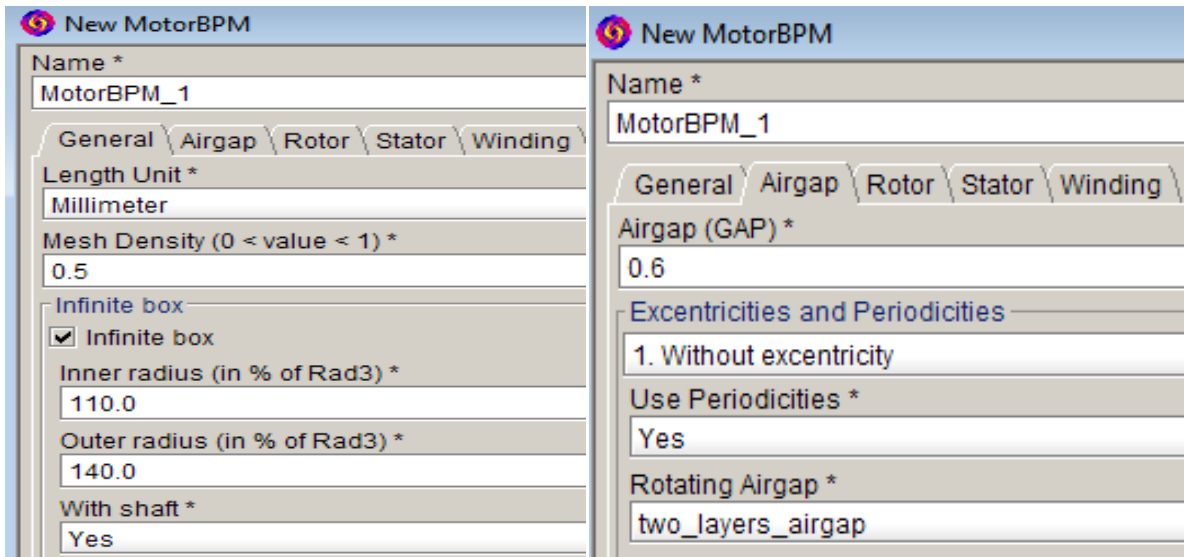 New MotorBPM
Name *
MotorBPM_1
General Airgap Rotor Stator Winding
Length Unit *
Millimeter
Mesh Density (0 < value < 1) *
0.5
Infinite box
Infinite box
Inner radius (in % of Rad3) *
110.0
Outer radius (in % of Rad3) *
140.0
With shaft *
Yes
New MotorBPM
Name *
MotorBPM_1
General Airgap Rotor Stator Winding
Airgap (GAP) *
0.6
Excentricities and Periodicities
1. Without excentricity
Use Periodicities *
Yes
Rotating Airgap *
two_layers_airgap